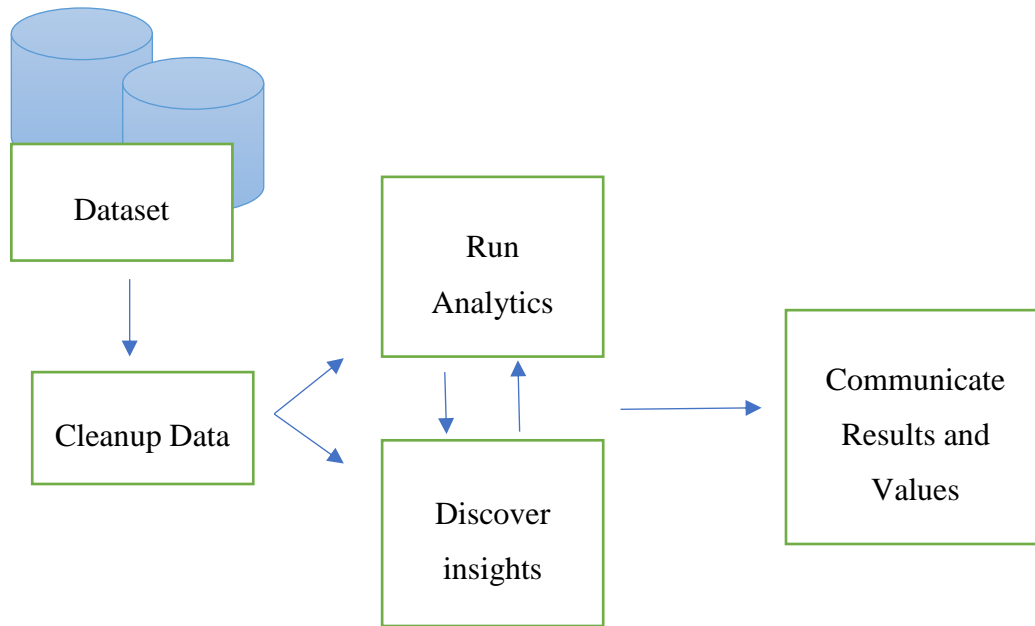 Dataset
Cleanup Data
Run
Analytics
Discover
insights
Communicate
Results and
Values